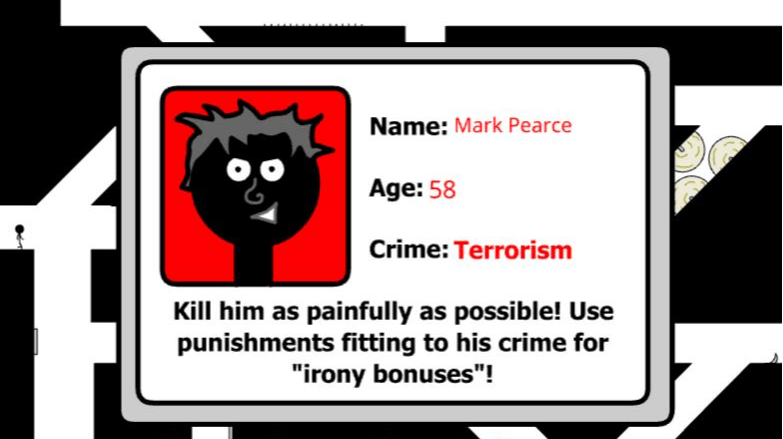 Name: Mark Pearce
Age: 58
Crime: Terrorism
Kill him as painfully as possible! Use
punishments fitting to his crime for
"irony bonuses"!